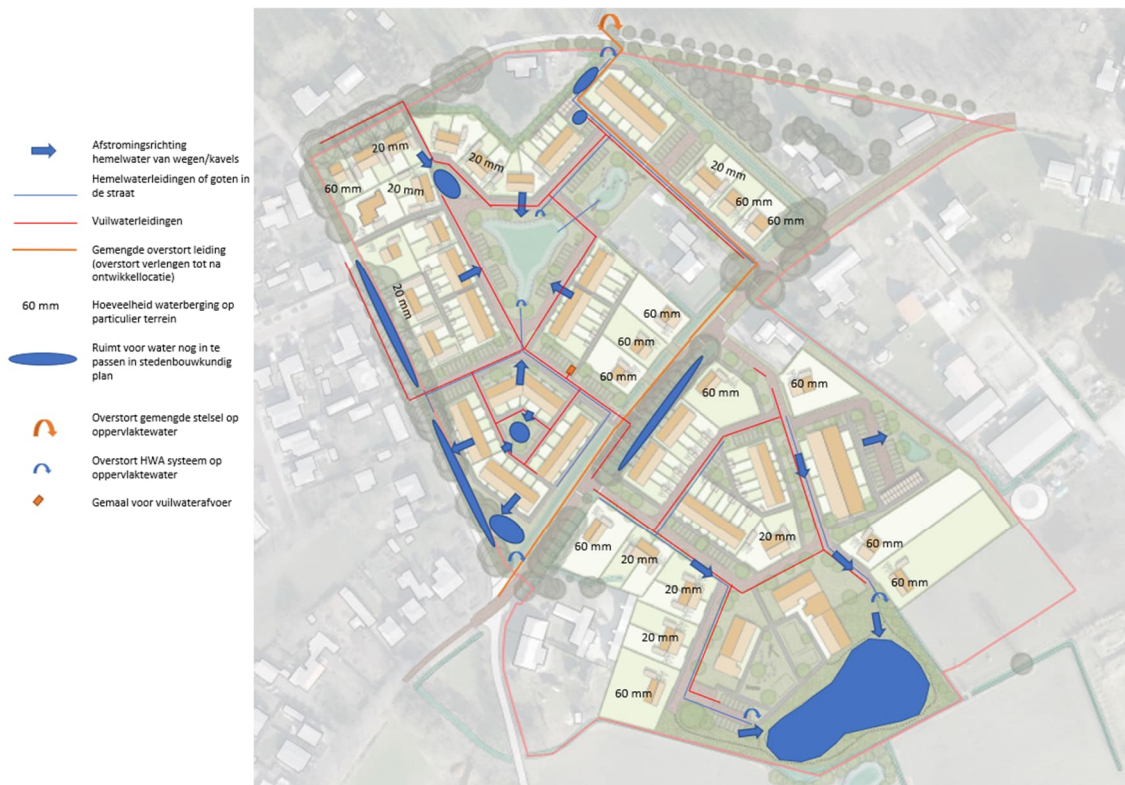 Afstromingsrichting
hemelwater van wegen/kavels
Hemelwaterleidingen of goten in
de straat
Vuilwaterleidingen
Gemengde overstort leiding
(overstort verlengen tot na
ontwikkellocatie)
60 mm
Hoeveelheid waterberging op
particulier terrein
Ruimt voor water nog in te
passen in stedenbouwkundig
plan
Overstort gemengde stelsel op
oppervlaktewater
Overstort HWA systeem op
oppervlaktewater
Gemaal voor vuilwaterafvoer
20 mm
20 mm
60 mm
20 mm
20 mm
60 mm
60 mm
20 mm
60 mm
60 mm
60 mm
60 mm
60 mm
20 mm
60 mm
60 mm
20 mm
60 mm
20 mm
20 mm
60 mm